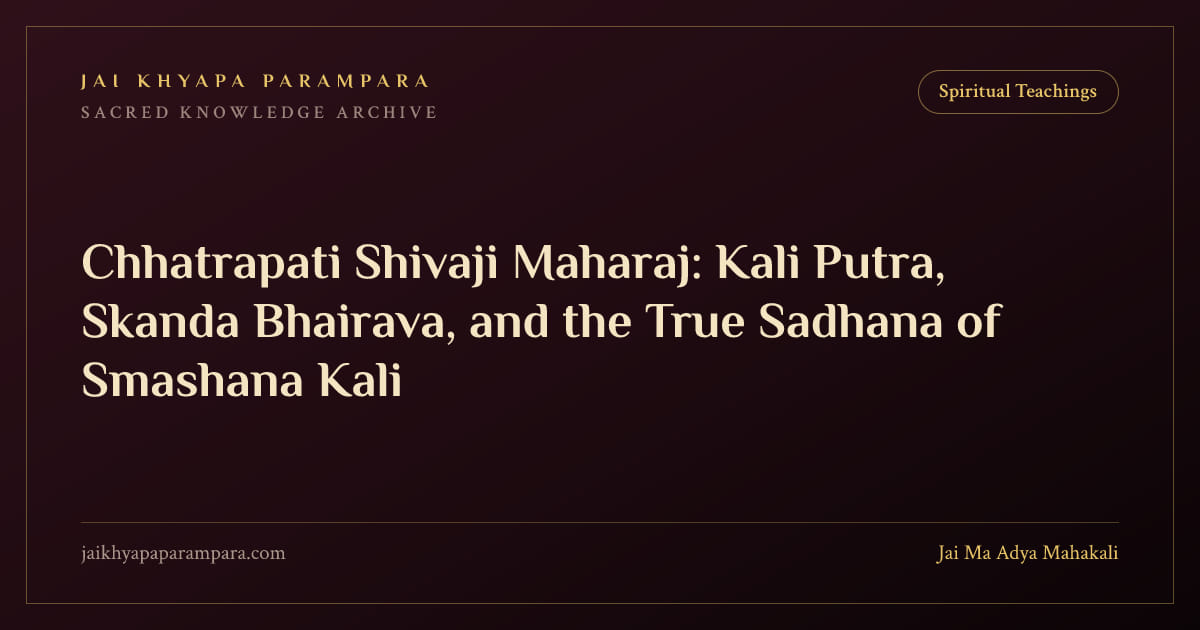 JAI KHYAPA PARAMPARA
SACRED KNOWLEDGE ARCHIVE
Spiritual Teachings
Chhatrapati Shivaji Maharaj: Kali Putra,
Skanda Bhairava, and the True Sadhana of
Smashana Kali
jaikhyapaparampara.com
Jai Ma Adya Mahakali